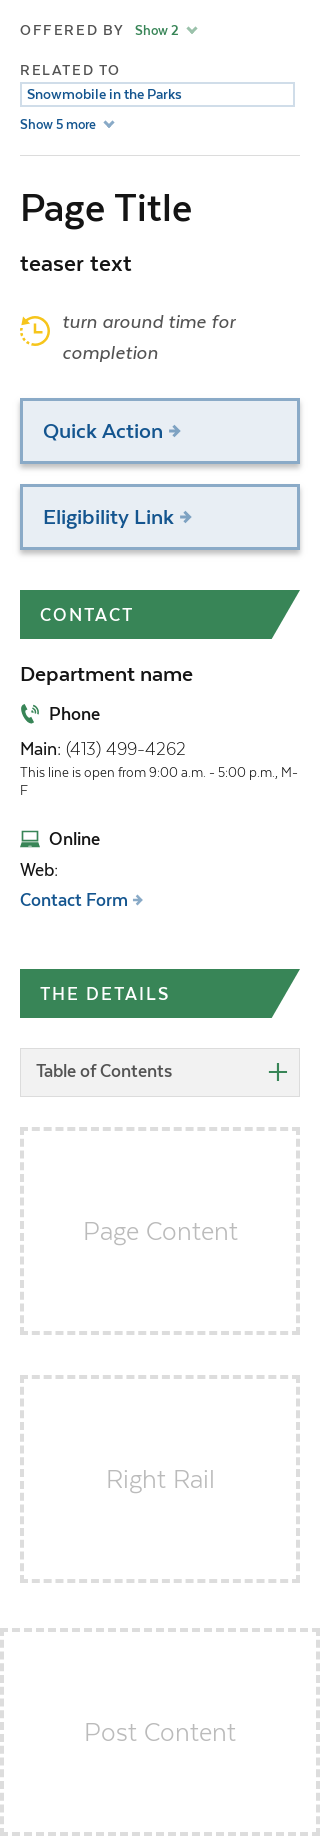 OFFERED BY Show 2
RELATED TO
Snowmobile in the Parks
Show 5 more
Page Title
teaser text
turn around time for
completion
Quick Action
Eligibility Link
CONTACT
Department name
Phone
Main: (413) 499-4262
This line is open from 9:00 a.m. - 5:00 p.m., M-
F
Online
Web:
Contact Form
THE DETAILS
Table of Contents
Page Content
Right Rail
Post Content